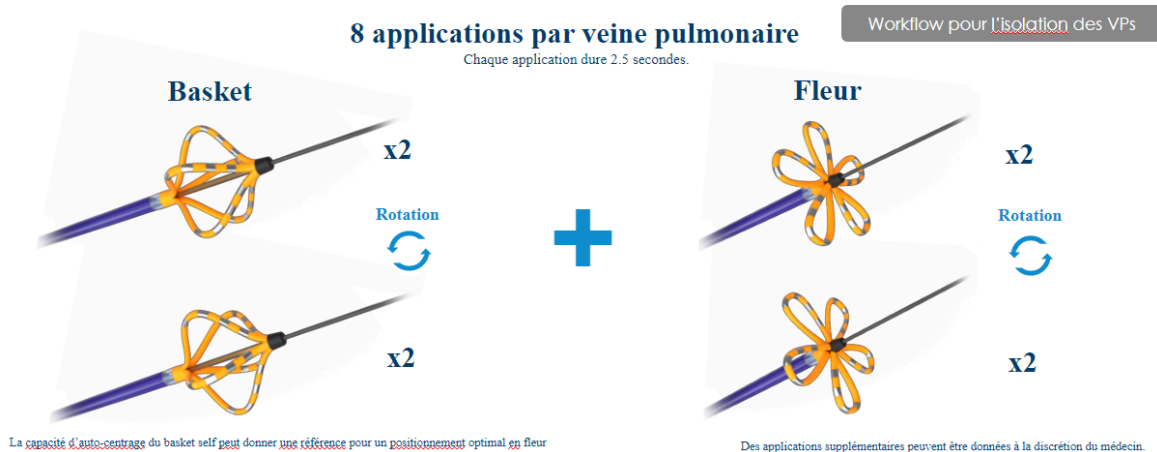 8 applications par veine pulmonaire
Workflow pour l'isolation des VPs
Chaque application dure 2.5 secondes.
Basket
Fleur
x2
x2
Rotation
Rotation
x2
x2
La capacité d'auto-centrage du basket self peut donner une référence pour un positionnement optimal en fleur
Des applications supplémentaires peuvent être données à la discrétion du médecin.